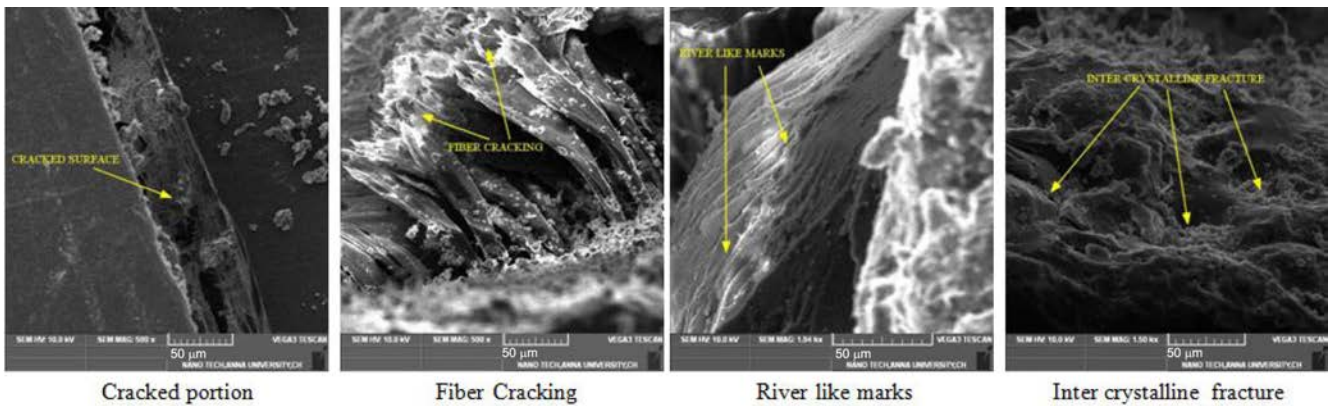 CRACKED SURFACE
SEM HV: 10.0 kV SEM MAG: 500 x VEGA3 TESCAN
50 µm
NANO TECH,ANNA UNIVERSITY,CH
Cracked portion
FIBER CRACKING
SEM HV: 10.0 kV SEM MAG: 500 x VEGA3 TESCAN
50 µm
NANO TECH,ANNA UNIVERSITY,CH
Fiber Cracking
RIVER LIKE MARKS
SEM HV: 10.0 kV SEM MAG: 1.04 kx VEGA3 TESCAN
50 µm
NANO TECH,ANNA UNIVERSITY,CH
River like marks
INTER CRYSTALLINE FRACTURE
SEM HV: 10.0 kV SEM MAG: 1.50 kx VEGA3 TESCAN
50 µm
NANO TECH,ANNA UNIVERSITY,CH
Inter crystalline fracture